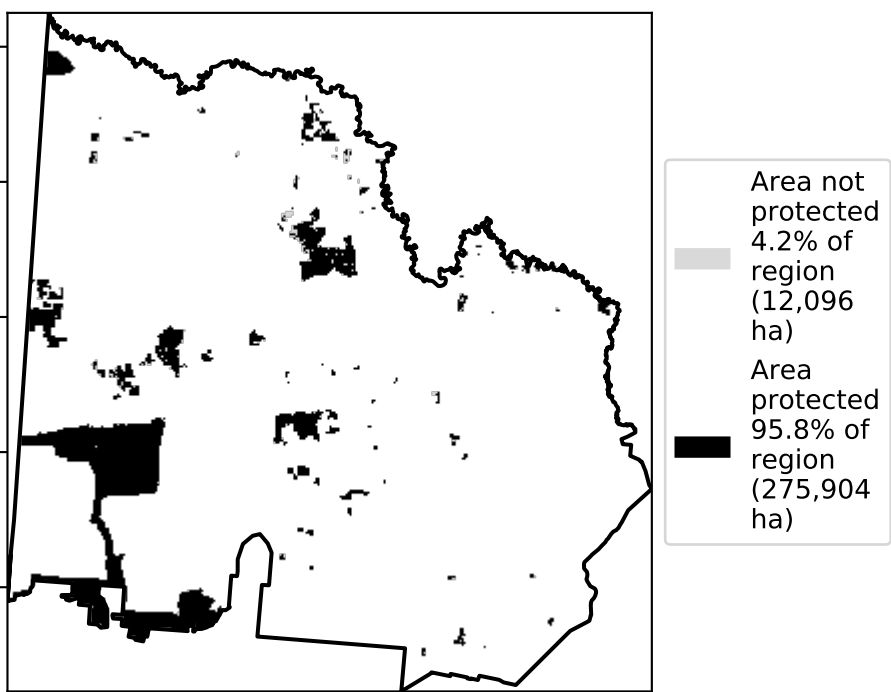 Area not
protected
4.2% of
region
(12,096
ha)
Area
protected
95.8% of
region
(275,904
ha)